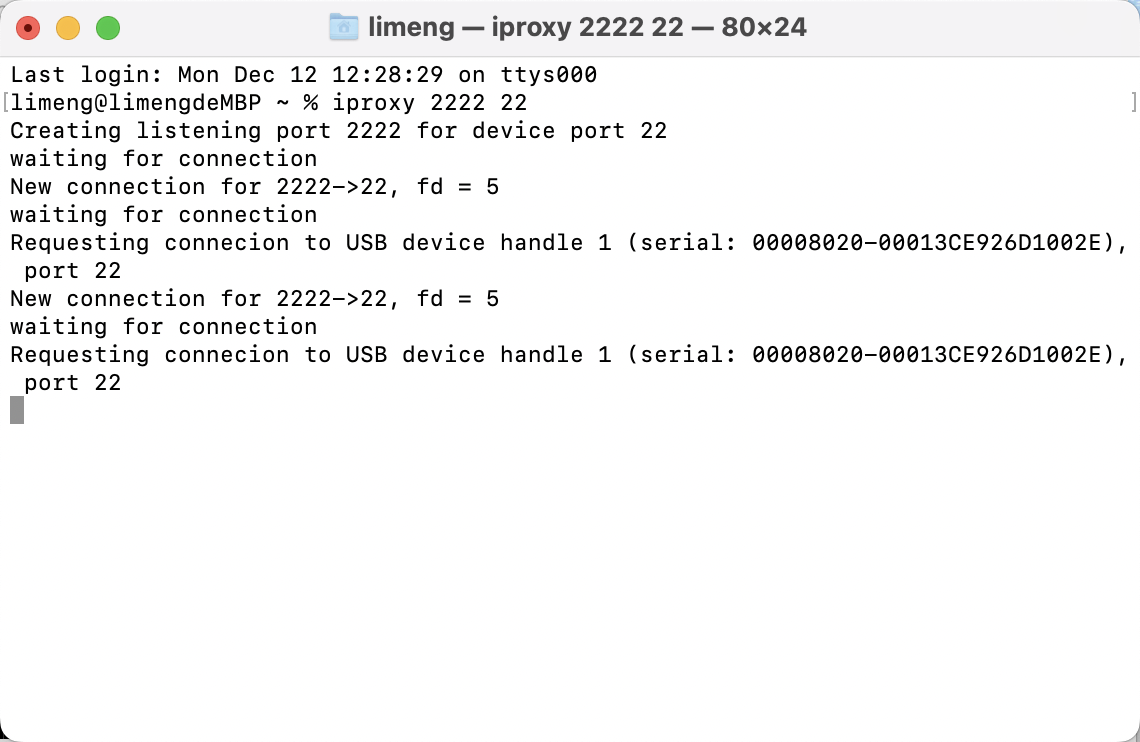 limeng — iproxy 2222 22 — 80×24
Last login: Mon Dec 12 12:28:29 on ttys000
[limeng@limengdeMBP ~ % iproxy 2222 22 ]
Creating listening port 2222 for device port 22
waiting for connection
New connection for 2222->22, fd = 5
waiting for connection
Requesting connecion to USB device handle 1 (serial: 00008020-00013CE926D1002E),
port 22
New connection for 2222->22, fd = 5
waiting for connection
Requesting connecion to USB device handle 1 (serial: 00008020-00013CE926D1002E),
port 22